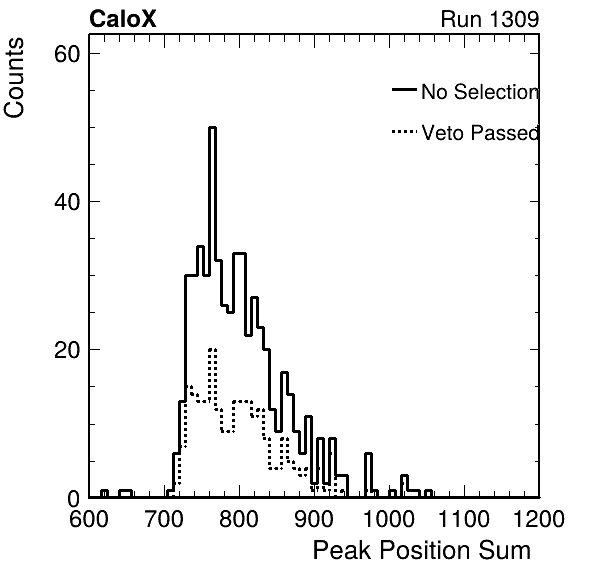 CaloX Run 1309
Counts
60
No Selection
Veto Passed
40
20
0
600 700 800 900 1000 1100 1200
Peak Position Sum